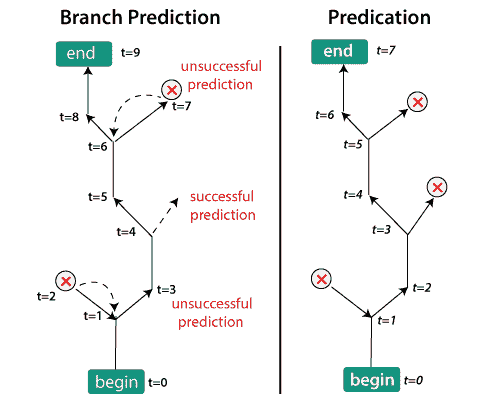 Branch Prediction
end t=9
unsuccessful
prediction
t=8
t=7
t=6
t=5
successful
prediction
t=4
t=2
t=3
unsuccessful
prediction
t=1
begin t=0
Predication
end t=7
t=6
t=5
t=4
t=3
t=2
t=1
begin t=0